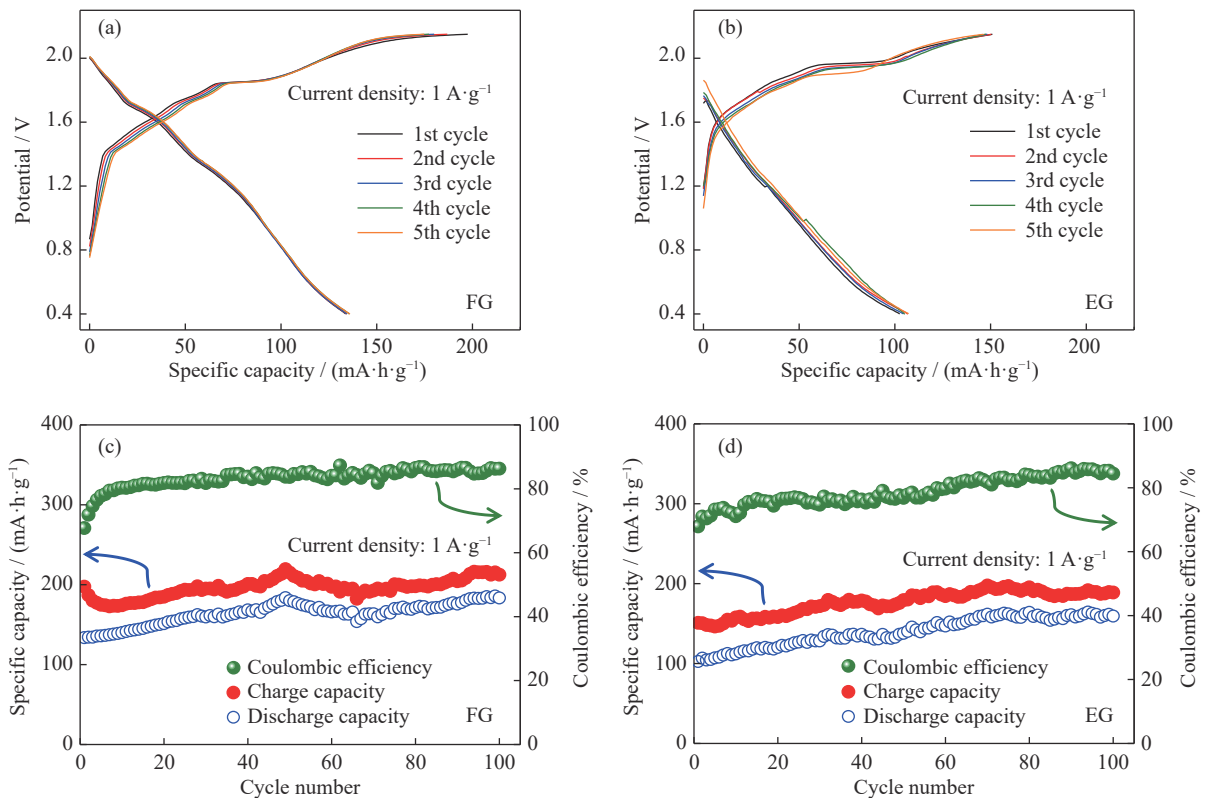 (a)
Current density: 1 A·g⁻¹
1st cycle
2nd cycle
3rd cycle
4th cycle
5th cycle
FG
Potential / V
2.0
1.6
1.2
0.8
0.4
0
50
100
150
200
Specific capacity / (mA·h·g⁻¹)
(b)
Current density: 1 A·g⁻¹
1st cycle
2nd cycle
3rd cycle
4th cycle
5th cycle
EG
Potential / V
2.0
1.6
1.2
0.8
0.4
0
50
100
150
200
Specific capacity / (mA·h·g⁻¹)
(c)
Current density: 1 A·g⁻¹
Coulombic efficiency
Charge capacity
Discharge capacity
FG
Specific capacity / (mA·h·g⁻¹)
400
300
200
100
0
Coulombic efficiency / %
100
80
60
40
20
0
0
20
40
60
80
100
Cycle number
(d)
Current density: 1 A·g⁻¹
Coulombic efficiency
Charge capacity
Discharge capacity
EG
Specific capacity / (mA·h·g⁻¹)
400
300
200
100
0
Coulombic efficiency / %
100
80
60
40
20
0
0
20
40
60
80
100
Cycle number